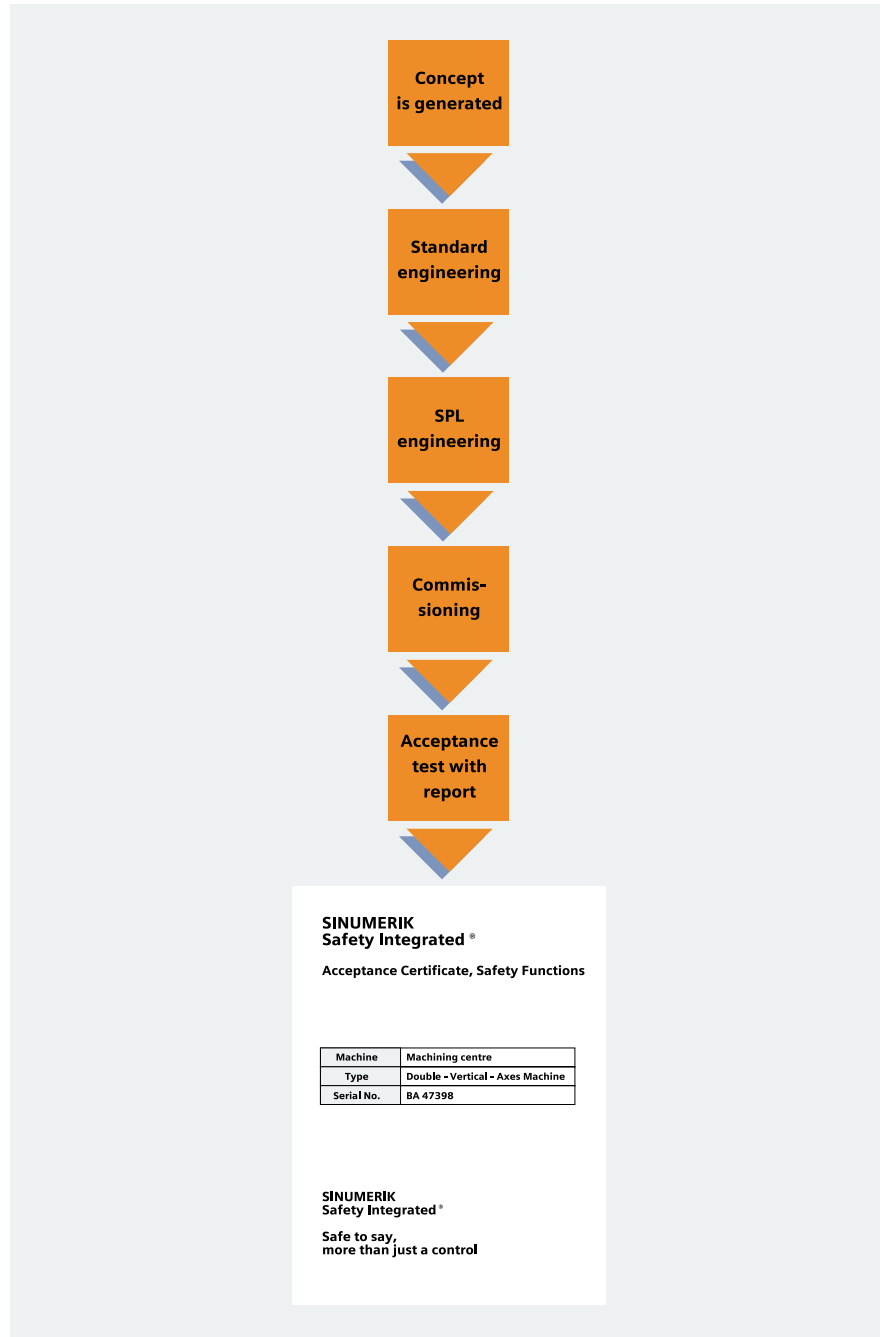 Concept
is generated
Standard
engineering
SPL
engineering
Commis-
sioning
Acceptance
test with
report
SINUMERIK
Safety Integrated ®
Acceptance Certificate, Safety Functions
Machine Machining centre
Type Double - Vertical - Axes Machine
Serial No. BA 47398
SINUMERIK
Safety Integrated ®
Safe to say,
more than just a control